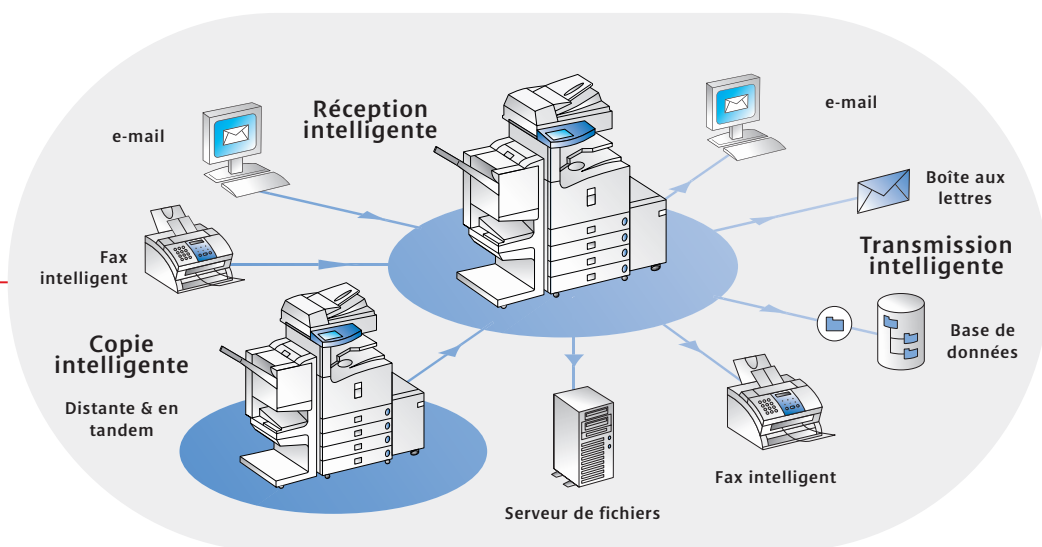 Réception
intelligente
e-mail
e-mail
Boîte aux
lettres
Fax
intelligent
Transmission
intelligente
Copie
intelligente
Base de
données
Distante & en
tandem
Fax intelligent
Serveur de fichiers